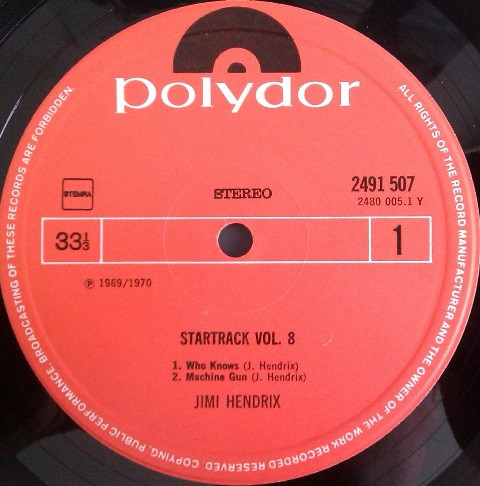 polydor
ALL RIGHTS OF THE RECORD MANUFACTURER AND THE OWNER OF THE WORK RECORDED RESERVED. COPYING, PUBLIC PERFORMANCE, BROADCASTING OF THESE RECORDS ARE FORBIDDEN.
STEMRA
STEREO
2491 507
2480 005.1 Y
33⅓
1
℗ 1969/1970
STARTRACK VOL. 8
1. Who Knows (J. Hendrix)
2. Machine Gun (J. Hendrix)
JIMI HENDRIX